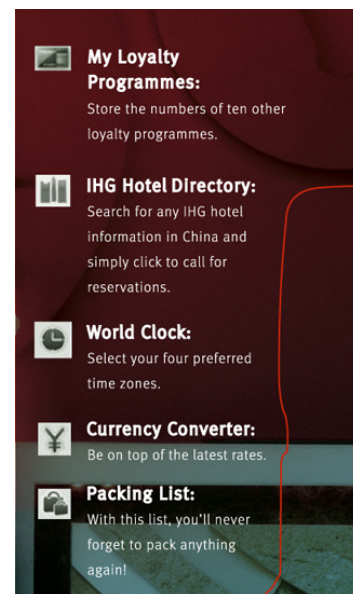 My Loyalty
Programmes:
Store the numbers of ten other
loyalty programmes.
IHG Hotel Directory:
Search for any IHG hotel
information in China and
simply click to call for
reservations.
World Clock:
Select your four preferred
time zones.
¥
Currency Converter:
Be on top of the latest rates.
Packing List:
With this list, you'll never
forget to pack anything
again!